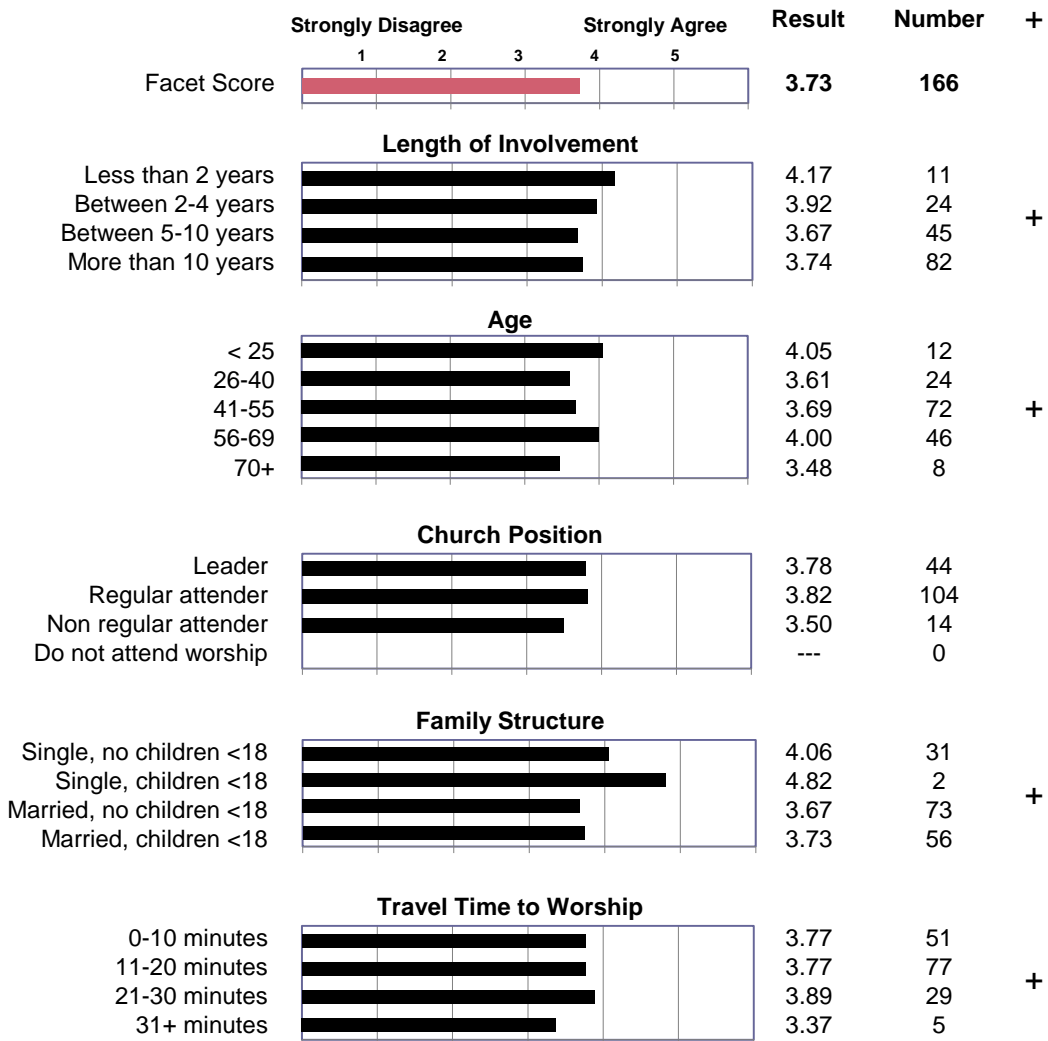 Strongly Disagree Strongly Agree Result Number +
1 2 3 4 5
Facet Score 3.73 166
Length of Involvement
Less than 2 years 4.17 11
Between 2-4 years 3.92 24
+
Between 5-10 years 3.67 45
More than 10 years 3.74 82
Age
< 25 4.05 12
26-40 3.61 24
41-55 3.69 72 +
56-69 4.00 46
70+ 3.48 8
Church Position
Leader 3.78 44
Regular attender 3.82 104
Non regular attender 3.50 14
Do not attend worship --- 0
Family Structure
Single, no children <18 4.06 31
Single, children <18 4.82 2
+
Married, no children <18 3.67 73
Married, children <18 3.73 56
Travel Time to Worship
0-10 minutes 3.77 51
11-20 minutes 3.77 77
+
21-30 minutes 3.89 29
31+ minutes 3.37 5